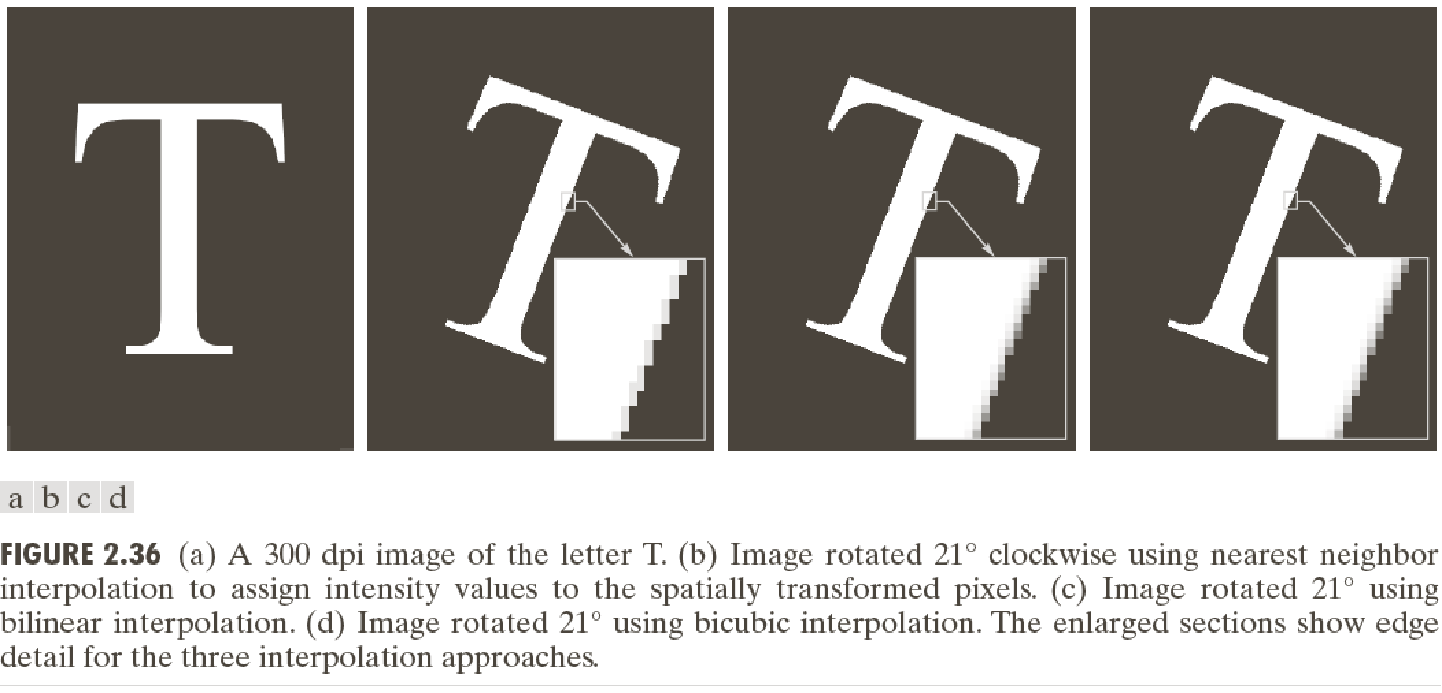 T T T T
a b c d
FIGURE 2.36 (a) A 300 dpi image of the letter T. (b) Image rotated 21° clockwise using nearest neighbor
interpolation to assign intensity values to the spatially transformed pixels. (c) Image rotated 21° using
bilinear interpolation. (d) Image rotated 21° using bicubic interpolation. The enlarged sections show edge
detail for the three interpolation approaches.